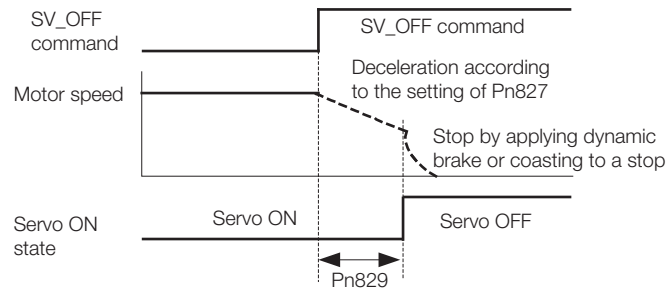 SV_OFF
command
SV_OFF command
Deceleration according
to the setting of Pn827
Motor speed
Stop by applying dynamic
brake or coasting to a stop
Servo ON
state
Servo ON
Servo OFF
Pn829